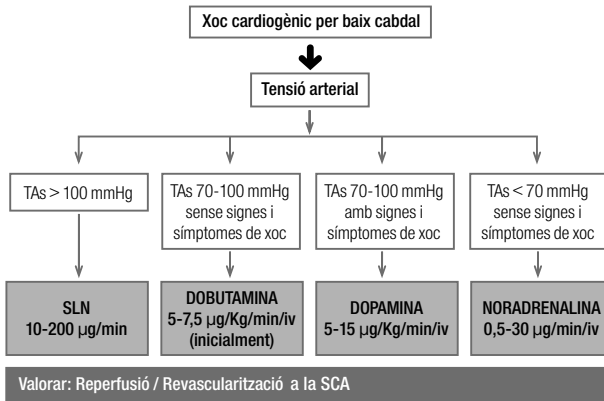 Xoc cardiogènic per baix cabdal
Tensió arterial
TAs > 100 mmHg
TAs 70-100 mmHg
sense signes i
símptomes de xoc
TAs 70-100 mmHg
amb signes i
símptomes de xoc
TAs < 70 mmHg
sense signes i
símptomes de xoc
SLN
10-200 µg/min
DOBUTAMINA
5-7,5 µg/Kg/min/iv
(inicialment)
DOPAMINA
5-15 µg/Kg/min/iv
NORADRENALINA
0,5-30 µg/min/iv
Valorar: Reperfusió / Revascularització a la SCA